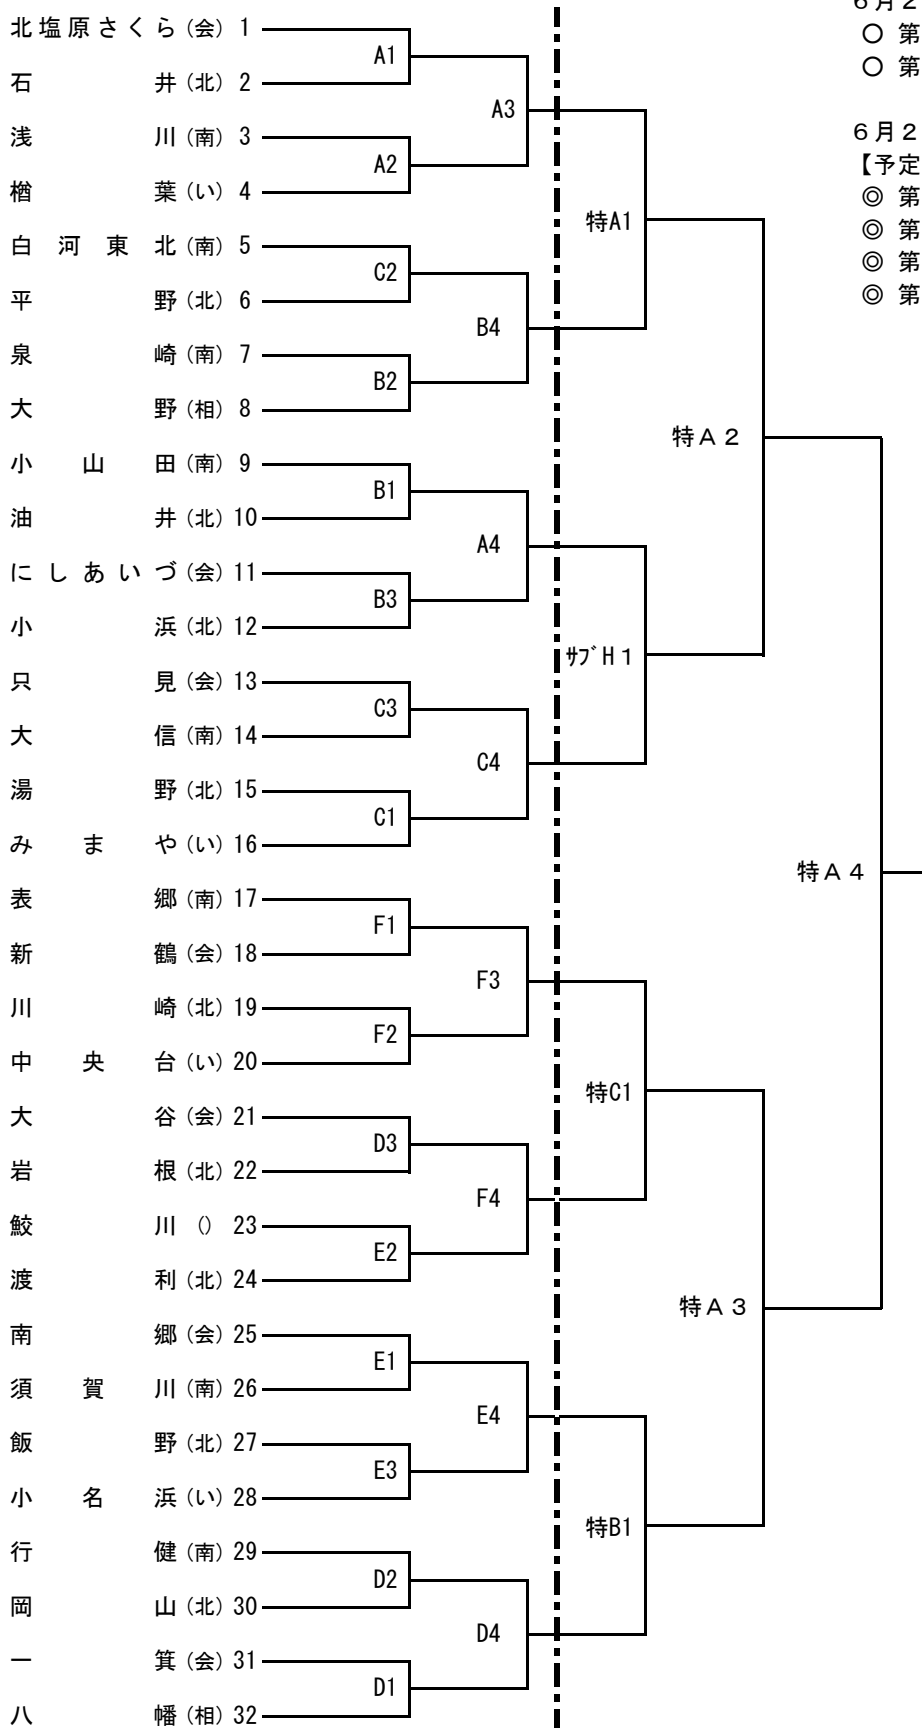 北塩原さくら(会) 1
石井(北) 2
浅川(南) 3
楢葉(い) 4
白河東北(南) 5
平野(北) 6
泉崎(南) 7
大野(相) 8
小山田(南) 9
油井(北) 10
にしあいづ(会) 11
小浜(北) 12
只見(会) 13
大信(南) 14
湯野(北) 15
みまや(い) 16
表郷(南) 17
新鶴(会) 18
川崎(北) 19
中央台(い) 20
大谷(会) 21
岩根(北) 22
鮫川() 23
渡利(北) 24
南郷(会) 25
須賀川(南) 26
飯野(北) 27
小名浜(い) 28
行健(南) 29
岡山(北) 30
一箕(会) 31
八幡(相) 32
A1
A2
C2
B2
B1
B3
C3
C1
F1
F2
D3
E2
E1
E3
D2
D1
A3
B4
A4
C4
F3
F4
E4
D4
特A1
ｻﾌﾞH1
特C1
特B1
特A2
特A3
特A4
6月2
○ 第
○ 第
6月2
【予定
◎ 第
◎ 第
◎ 第
◎ 第